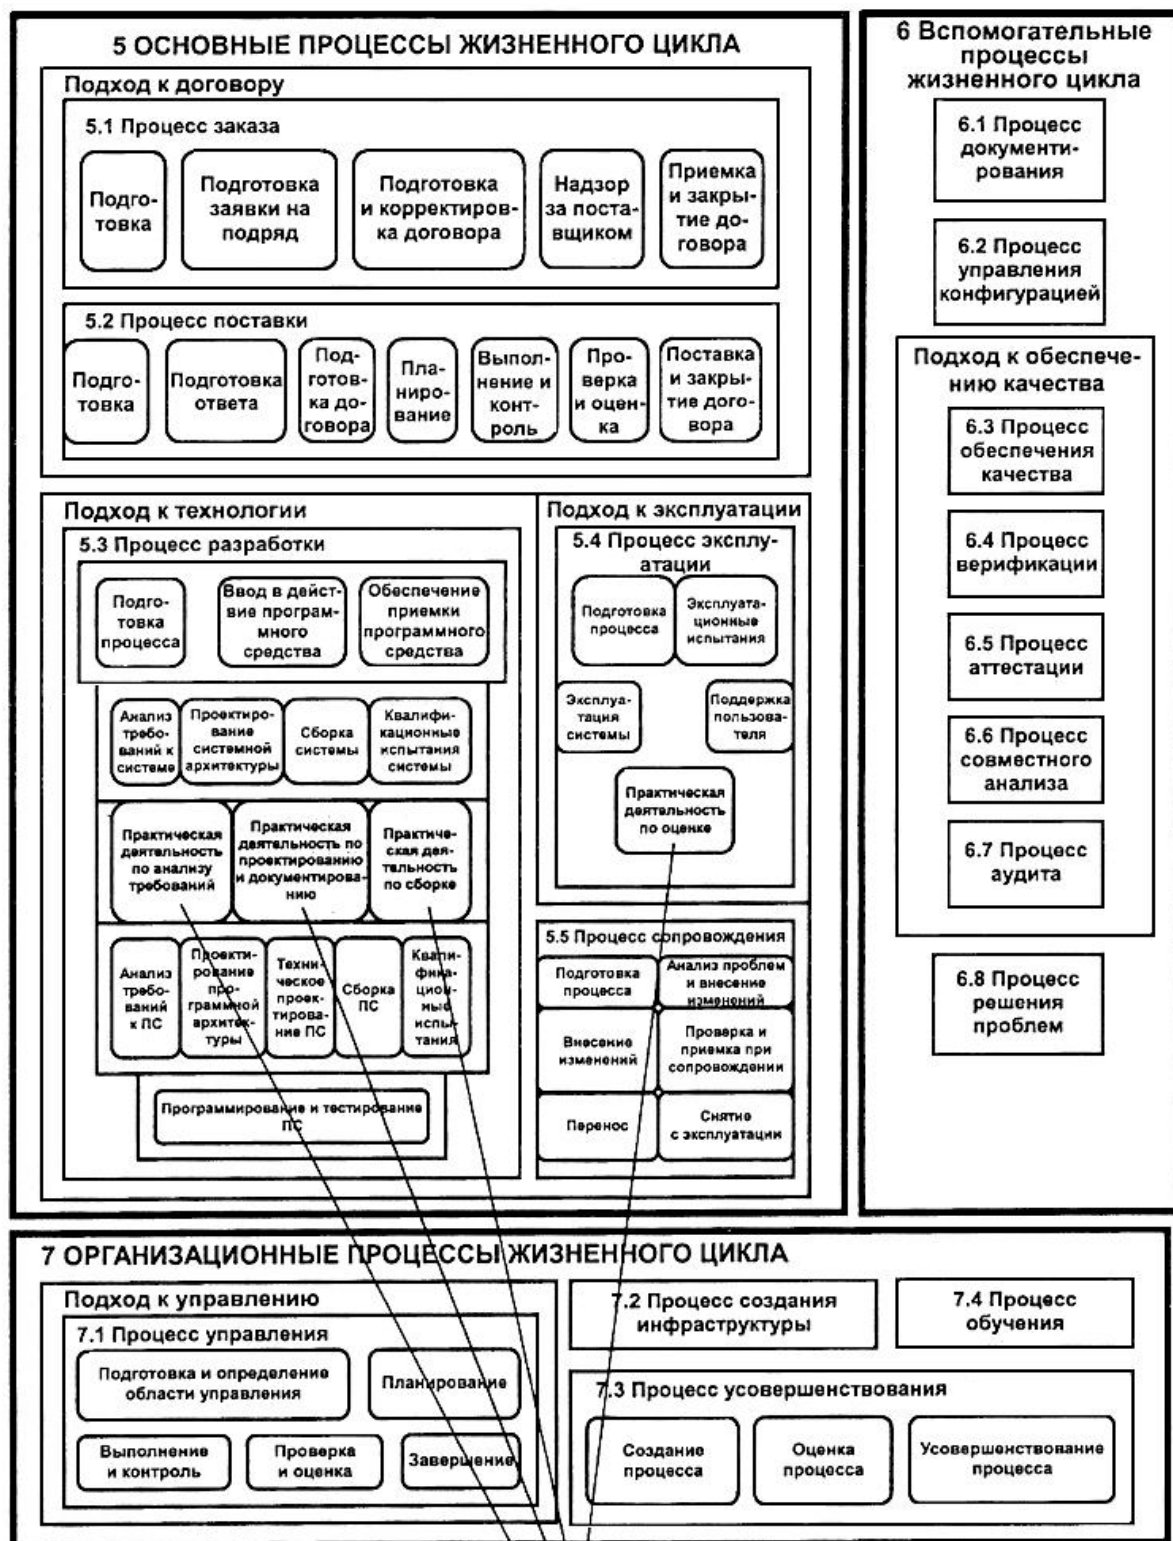 5 ОСНОВНЫЕ ПРОЦЕССЫ ЖИЗНЕННОГО ЦИКЛА
Подход к договору
5.1 Процесс заказа
Подго-
товка
Подготовка
заявки на
подряд
Подготовка
и корректиров-
ка договора
Надзор
за поста-
вщиком
Приемка
и закры-
тие до-
говора
5.2 Процесс поставки
Подго-
товка
Подготовка
ответа
Под-
готов-
ка до-
говора
Пла-
ниро-
вание
Выпол-
нение и
конт-
роль
Про-
верка
и оцен-
ка
Поставка
и закры-
тие дого-
вора
Подход к технологии
5.3 Процесс разработки
Подго-
товка
процесса
Ввод в дейст-
вие програм-
много
средства
Обеспечение
приемки
программного
средства
Анализ
требо-
ваний к
системе
Проектиро-
вание
системной
архитектуры
Сборка
системы
Квалифи-
кационные
испытания
системы
Практическая
деятельность
по анализу
требований
Практическая
деятельность по
проектированию
и документирова-
нию
Практиче-
ская дея-
тельность
по сборке
Анализ
требо-
ваний
к ПС
Проекти-
рование
про-
граммной
архитек-
туры
Техни-
ческое
проек-
тирова-
ние ПС
Сборка
ПС
Квали-
фика-
цион-
ные
испы-
тания
Программирование и тестирование
ПС
Подход к эксплуатации
5.4 Процесс эксплу-
атации
Подготовка
процесса
Эксплуата-
ционные
испытания
Эксплуа-
тация
системы
Поддержка
пользова-
теля
Практическая
деятельность
по оценке
5.5 Процесс сопровождения
Подготовка
процесса
Анализ проблем
и внесение
изменений
Внесение
изменений
Проверка и
приемка при
сопровождении
Перенос
Снятие
с эксплуатации
6 Вспомогательные
процессы
жизненного цикла
6.1 Процесс
документи-
рования
6.2 Процесс
управления
конфигурацией
Подход к обеспече-
нию качества
6.3 Процесс
обеспечения
качества
6.4 Процесс
верификации
6.5 Процесс
аттестации
6.6 Процесс
совместного
анализа
6.7 Процесс
аудита
6.8 Процесс
решения
проблем
7 ОРГАНИЗАЦИОННЫЕ ПРОЦЕССЫ ЖИЗНЕННОГО ЦИКЛА
Подход к управлению
7.1 Процесс управления
Подготовка и определение
области управления
Планирование
Выполнение
и контроль
Проверка
и оценка
Завершение
7.2 Процесс создания
инфраструктуры
7.4 Процесс
обучения
7.3 Процесс усовершенствования
Создание
процесса
Оценка
процесса
Усовершенствование
процесса